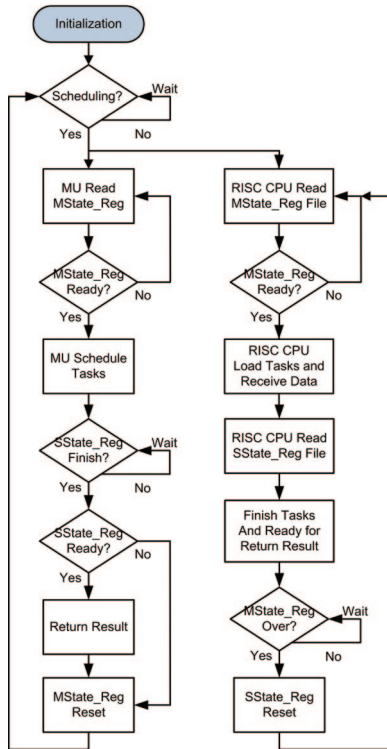 Initialization
Scheduling?
Wait
Yes
No
MU Read
MState_Reg
MState_Reg
Ready?
No
Yes
MU Schedule
Tasks
SState_Reg
Finish?
Wait
Yes
No
SState_Reg
Ready?
No
Yes
Return Result
MState_Reg
Reset
RISC CPU Read
MState_Reg File
MState_Reg
Ready?
No
Yes
RISC CPU
Load Tasks and
Receive Data
RISC CPU Read
SState_Reg File
Finish Tasks
And Ready for
Return Result
MState_Reg
Over?
Wait
Yes
No
SState_Reg
Reset